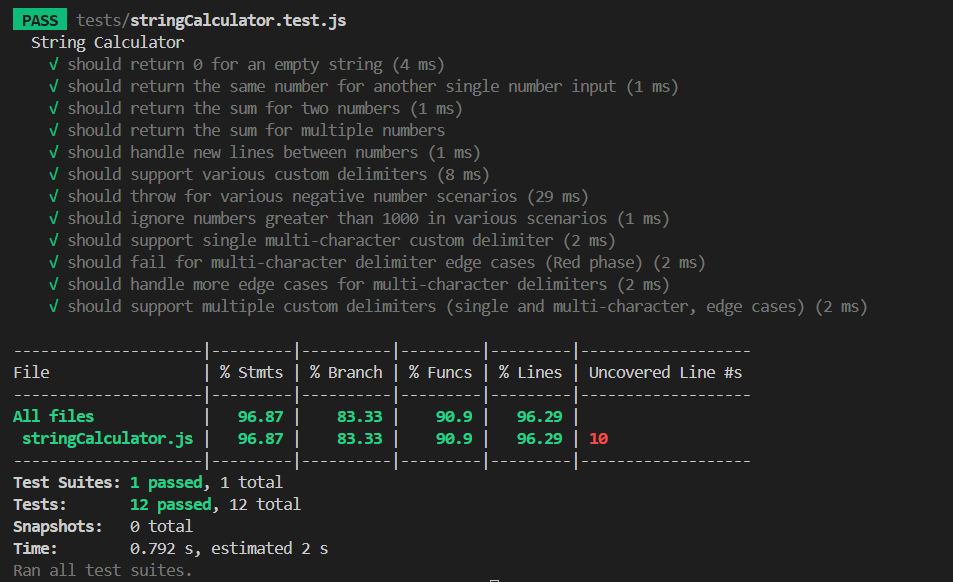 PASS tests/stringCalculator.test.js
String Calculator
√ should return 0 for an empty string (4 ms)
√ should return the same number for another single number input (1 ms)
√ should return the sum for two numbers (1 ms)
√ should return the sum for multiple numbers
√ should handle new lines between numbers (1 ms)
√ should support various custom delimiters (8 ms)
√ should throw for various negative number scenarios (29 ms)
√ should ignore numbers greater than 1000 in various scenarios (1 ms)
√ should support single multi-character custom delimiter (2 ms)
√ should fail for multi-character delimiter edge cases (Red phase) (2 ms)
√ should handle more edge cases for multi-character delimiters (2 ms)
√ should support multiple custom delimiters (single and multi-character, edge cases) (2 ms)
---------------------|---------|----------|---------|---------|-------------------
File                 | % Stmts | % Branch | % Funcs | % Lines | Uncovered Line #s
---------------------|---------|----------|---------|---------|-------------------
All files            |   96.87 |    83.33 |    90.9 |   96.29 |
 stringCalculator.js |   96.87 |    83.33 |    90.9 |   96.29 | 10
---------------------|---------|----------|---------|---------|-------------------
Test Suites: 1 passed, 1 total
Tests:       12 passed, 12 total
Snapshots:   0 total
Time:        0.792 s, estimated 2 s
Ran all test suites.